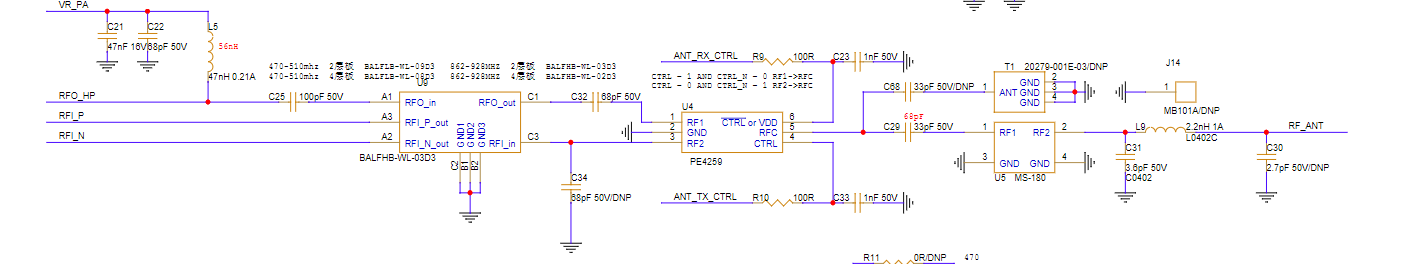 VR_PA
C21
47nF 16V
C22
68pF 50V
L5
56nH
47nH 0.21A
470-510mhz 2层板 BALFLB-WL-09D3 862-928MHZ 2层板 BALFHB-WL-03D3
470-510mhz 4层板 BALFLB-WL-08D3 862-928MHZ 4层板 BALFHB-WL-02D3
RFO_HP
RFI_P
RFI_N
C25
100pF 50V
U9
A1
A3
A2
RFO_in
RFI_P_out
RFI_N_out
RFO_out
RFI_in
GND1
GND2
GND3
C1
C3
C2
B1
B2
BALFHB-WL-03D3
C32
68pF 50V
C34
68pF 50V/DNP
ANT_RX_CTRL
R9
100R
C23
1nF 50V
CTRL - 1 AND CTRL_N - 0 RF1->RFC
CTRL - 0 AND CTRL_N - 1 RF2->RFC
U4
1
2
3
RF1
GND
RF2
CTRL or VDD
RFC
CTRL
6
5
4
PE4259
ANT_TX_CTRL
R10
100R
C33
1nF 50V
C68
33pF 50V/DNP
68pF
C29
33pF 50V
T1
20279-001E-03/DNP
1
ANT
GND
GND
GND
2
3
4
1
RF1
RF2
2
3
GND
GND
4
U5
MS-180
J14
1
MB101A/DNP
C31
3.6pF 50V
C0402
L9
2.2nH 1A
L0402C
C30
2.7pF 50V/DNP
RF_ANT
R11
0R/DNP
470